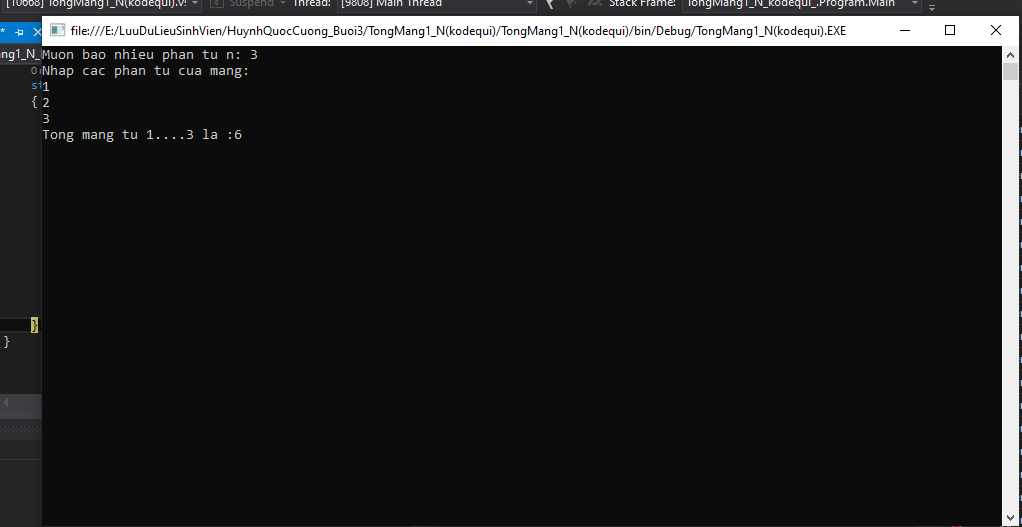 [10668] TongMang1_N(kodequi).vs Suspend Thread: [9808] Main Thread Stack Frame: TongMang1_N_kodequi_.Program.Main
file:///E:/LuuDuLieuSinhVien/HuynhQuocCuong_Buoi3/TongMang1_N(kodequi)/TongMang1_N(kodequi)/bin/Debug/TongMang1_N(kodequi).EXE
ng1_N_
Muon bao nhieu phan tu n: 3
Nhap cac phan tu cua mang:
1
2
3
Tong mang tu 1....3 la :6
{
}
}